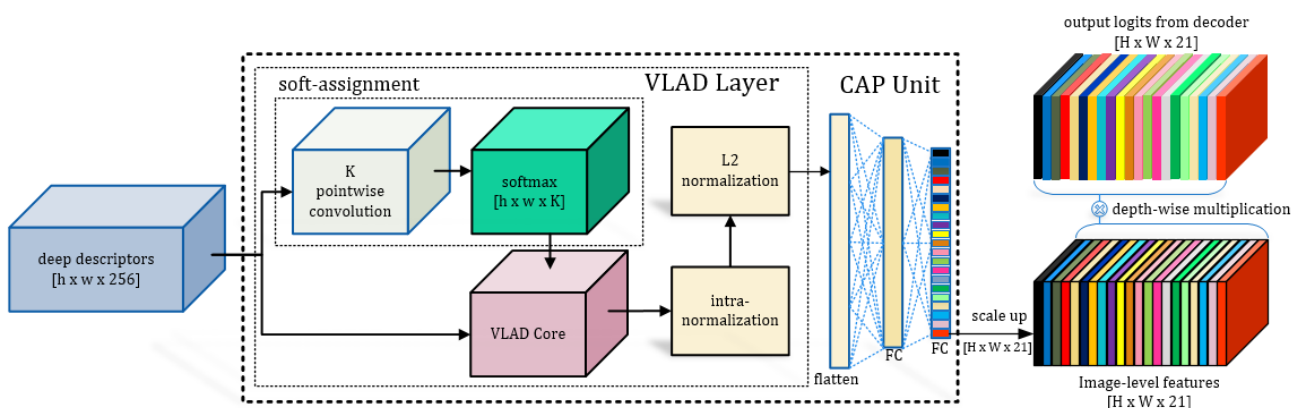 deep descriptors
[h x w x 256]
soft-assignment
VLAD Layer
CAP Unit
K
pointwise
convolution
softmax
[h x w x K]
VLAD Core
L2
normalization
intra-
normalization
flatten
FC
FC
scale up
[H x W x 21]
output logits from decoder
[H x W x 21]
depth-wise multiplication
Image-level features
[H x W x 21]